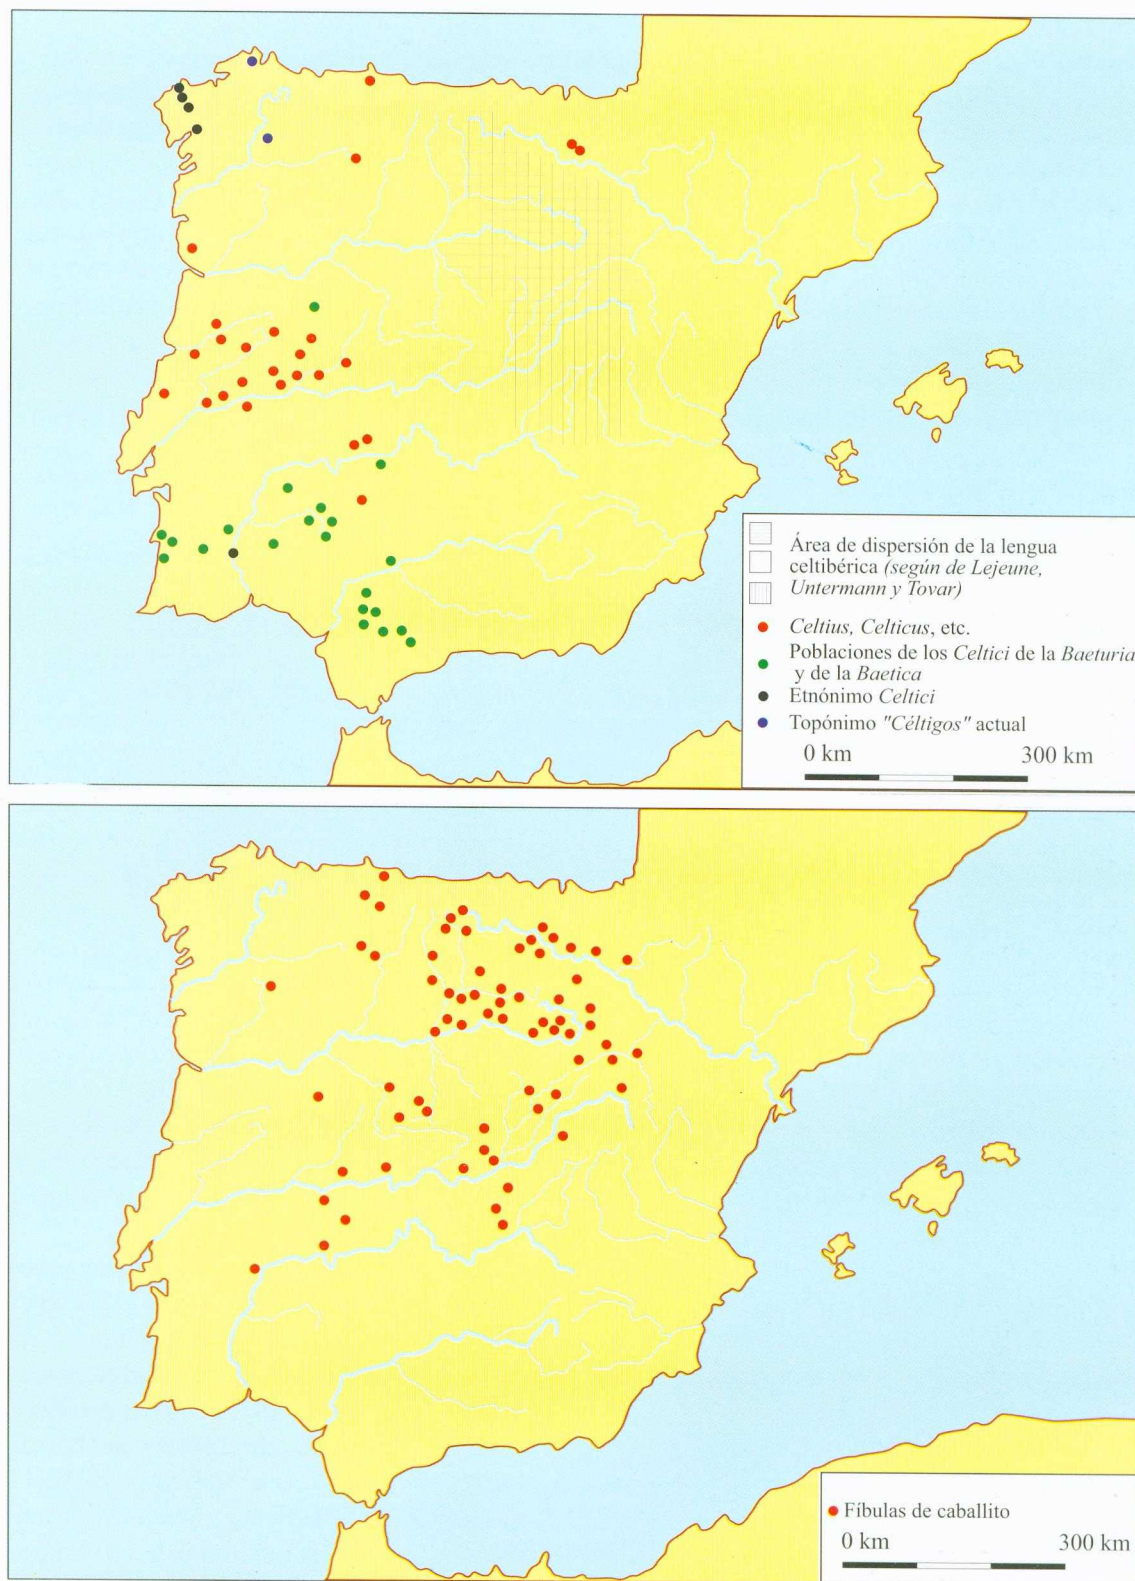 Área de dispersión de la lengua
celtibérica (según de Lejeune,
Untermann y Tovar)
Celtius, Celticus, etc.
Poblaciones de los Celtici de la Baeturia
y de la Baetica
Etnónimo Celtici
Topónimo "Céltigos" actual
0 km 300 km
Fíbulas de caballito
0 km 300 km